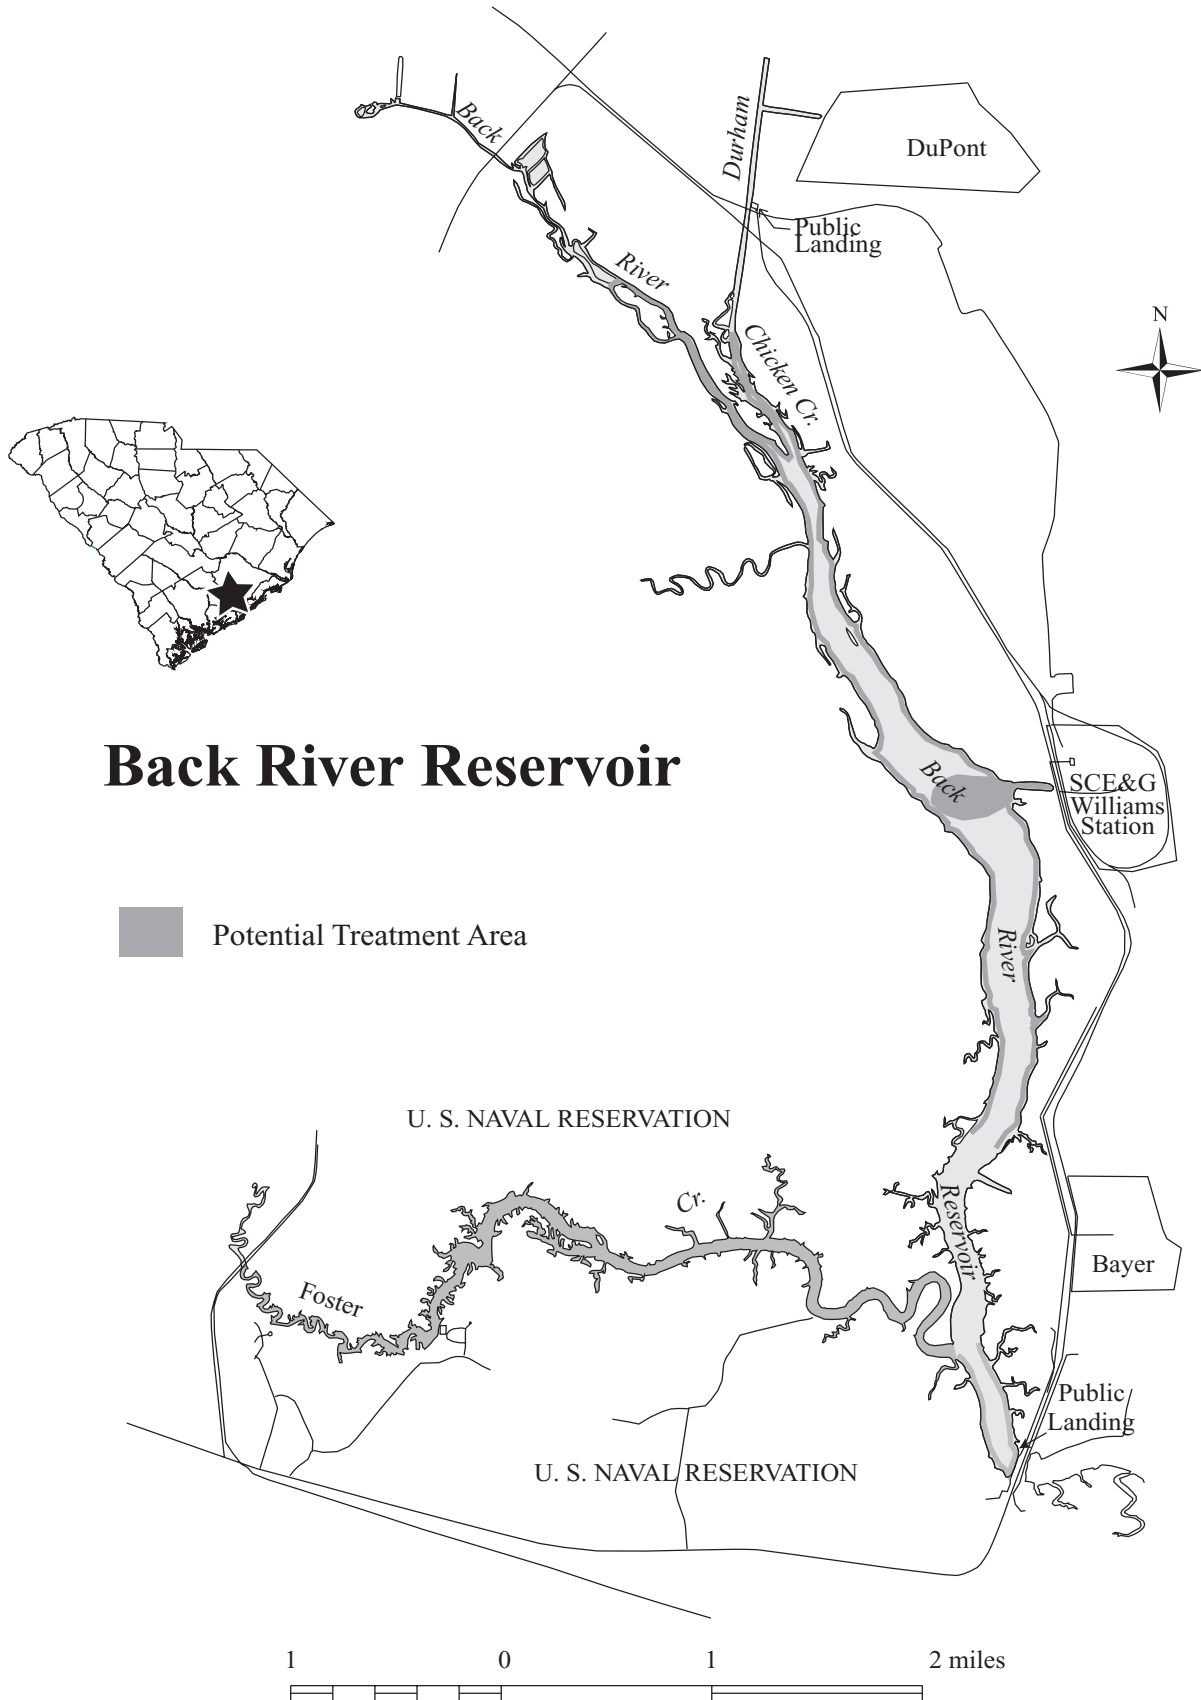 Back
Durham
DuPont
Public
Landing
River
N
Chicken Cr.
Back River Reservoir
Back
SCE&G
Williams
Station
Potential Treatment Area
River
U. S. NAVAL RESERVATION
Cr.
Reservoir
Bayer
Foster
Public
Landing
U. S. NAVAL RESERVATION
1 0 1 2 miles